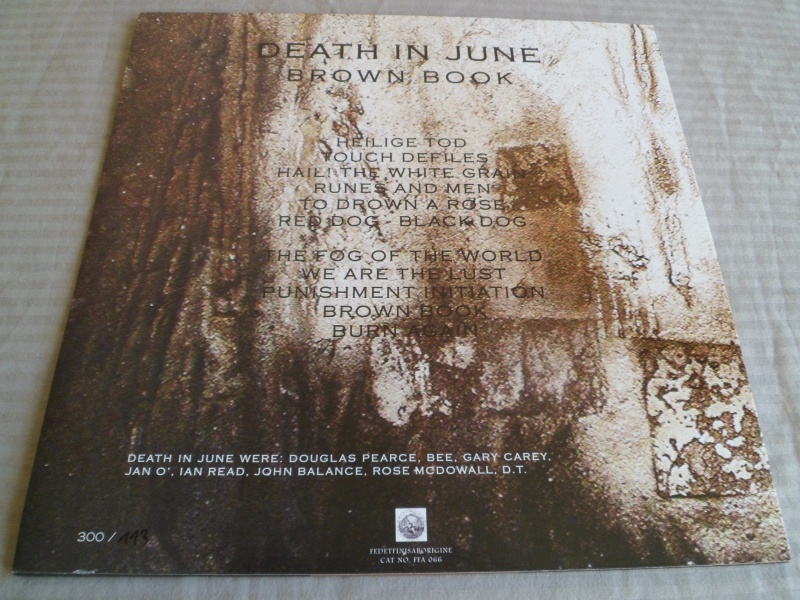 DEATH IN JUNE
BROWN BOOK
HEILIGE TOD
TOUCH DEFILES
HAIL! THE WHITE GRAIN
RUNES AND MEN
TO DROWN A ROSE
RED DOG - BLACK DOG
THE FOG OF THE WORLD
WE ARE THE LUST
PUNISHMENT INITIATION
BROWN BOOK
BURN AGAIN
DEATH IN JUNE WERE: DOUGLAS PEARCE, BEE, GARY CAREY,
JAN O', IAN READ, JOHN BALANCE, ROSE MCDOWALL, D.T.
300 / 193
FEDETFINISABORIGINE
CAT NO. FFA 066